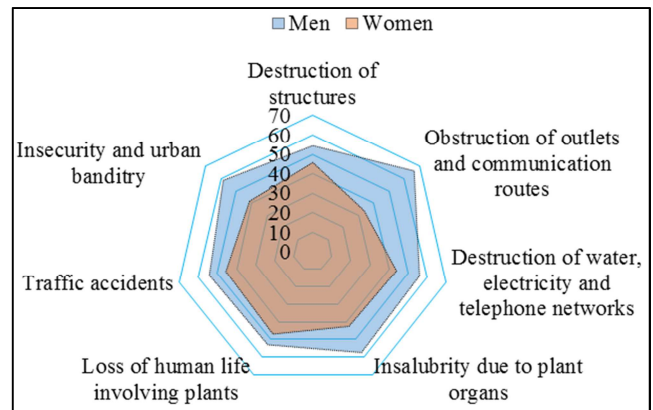 Men Women
Destruction of
structures
70
60
50
40
30
20
10
0
Obstruction of outlets
and communication
routes
Destruction of water,
electricity and
telephone networks
Insalubrity due to plant
organs
Loss of human life
involving plants
Traffic accidents
Insecurity and urban
banditry